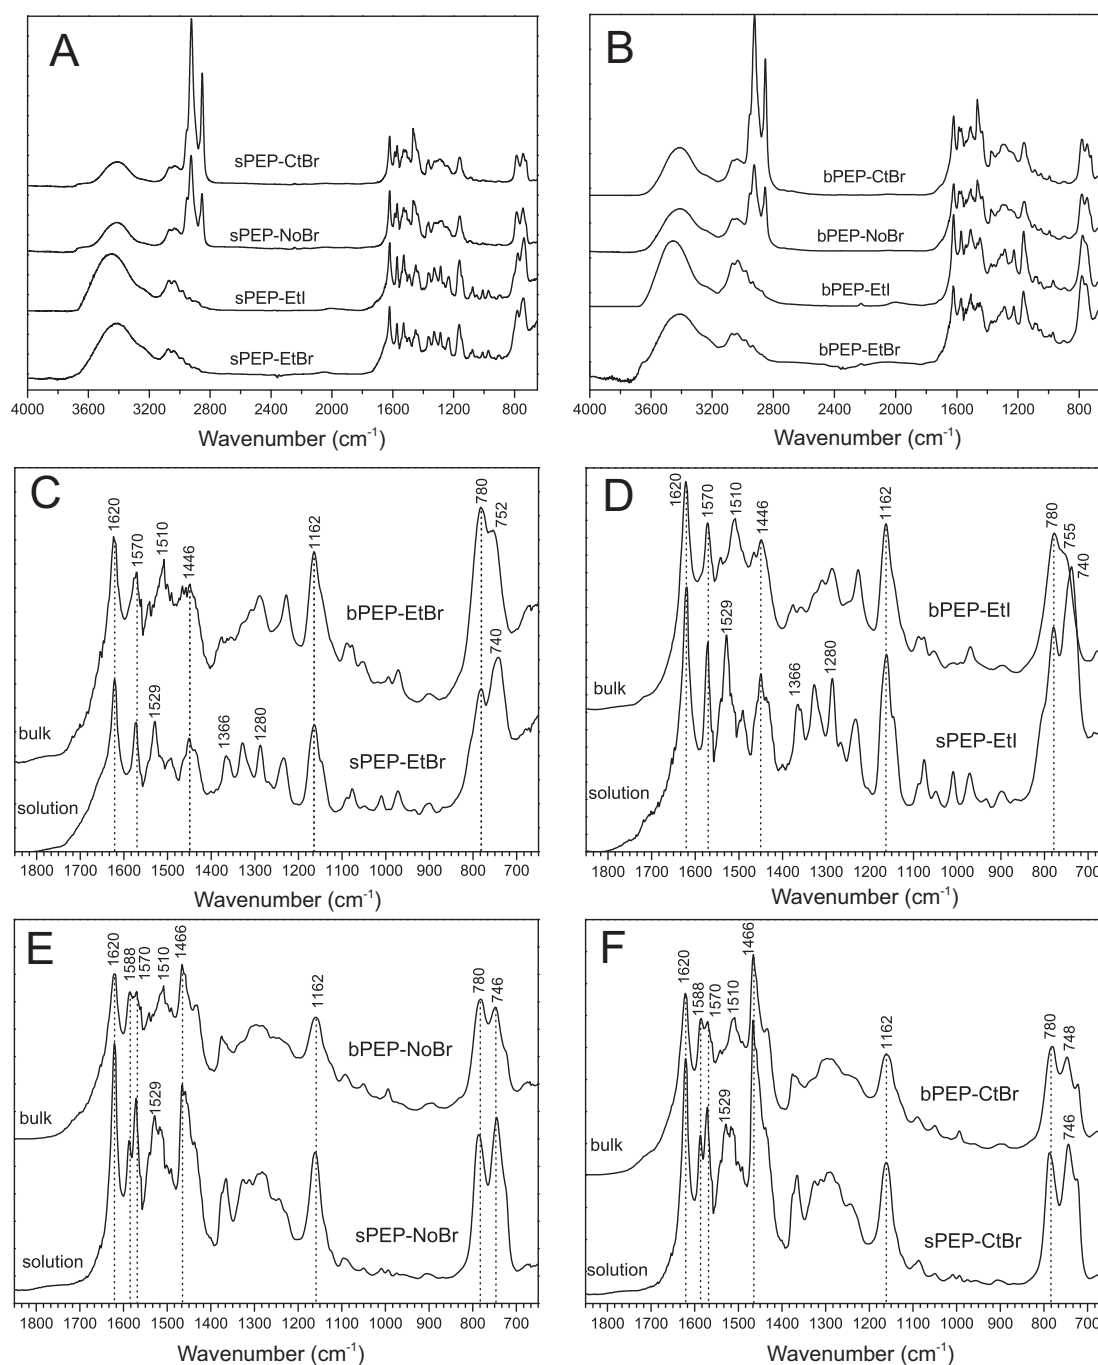 A
sPEP-CtBr
sPEP-NoBr
sPEP-EtI
sPEP-EtBr
4000 3600 3200 2800 2000 1600 1200 800
Wavenumber (cm-1)
B
bPEP-CtBr
bPEP-NoBr
bPEP-EtI
bPEP-EtBr
4000 3600 3200 2800 2000 1600 1200 800
Wavenumber (cm-1)
C
1620
1570
1510
1446
1162
780
752
bPEP-EtBr
bulk
1529
1366
1280
740
sPEP-EtBr
solution
1800 1700 1600 1500 1400 1300 1200 1100 1000 900 800 700
Wavenumber (cm-1)
D
1620
1570
1510
1446
1162
780
755
740
bPEP-EtI
bulk
1529
1366
1280
sPEP-EtI
solution
1800 1700 1600 1500 1400 1300 1200 1100 1000 900 800 700
Wavenumber (cm-1)
E
1620
1588
1570
1510
1466
1162
780
746
bPEP-NoBr
bulk
1529
sPEP-NoBr
solution
1800 1700 1600 1500 1400 1300 1200 1100 1000 900 800 700
Wavenumber (cm-1)
F
1620
1588
1570
1510
1466
1162
780
748
bPEP-CtBr
bulk
1529
746
sPEP-CtBr
solution
1800 1700 1600 1500 1400 1300 1200 1100 1000 900 800 700
Wavenumber (cm-1)